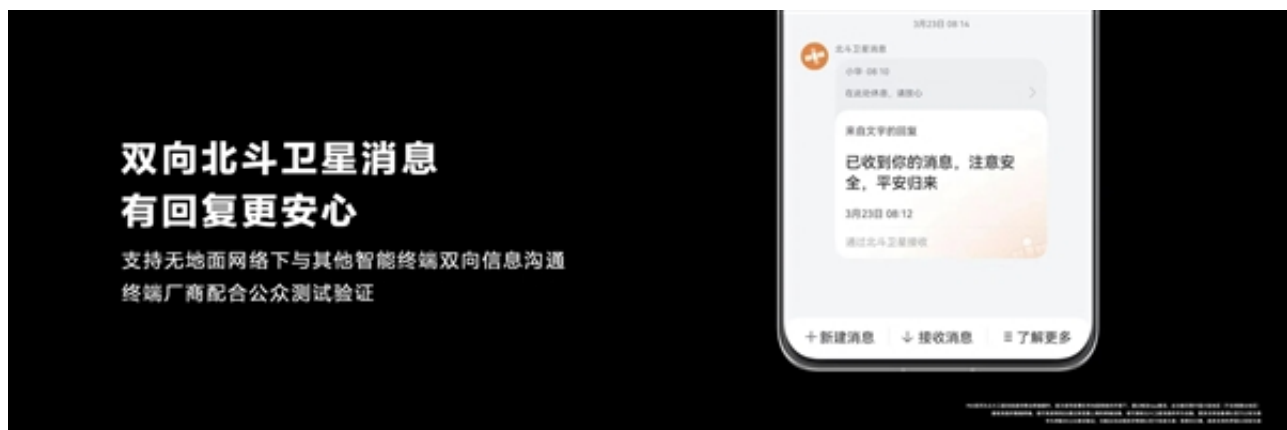 双向北斗卫星消息
有回复更安心
支持无地面网络下与其他智能终端双向信息沟通
终端厂商配合公众测试验证
3月23日 08:14
北斗卫星消息
08:10
在此处休息，请放心
来自文字的回复
已收到你的消息，注意安
全，平安归来
3月23日 08:12
通过北斗卫星接收
+新建消息
接收消息
了解更多